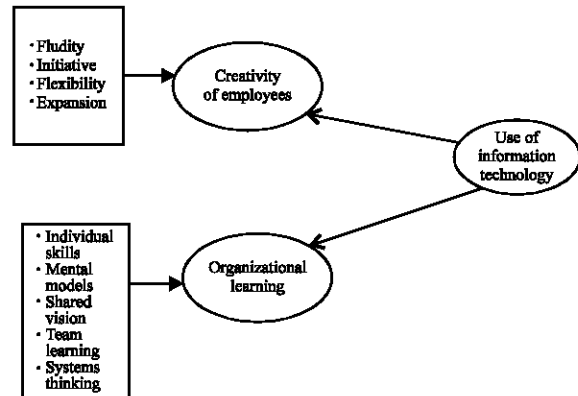 • Fludity
• Initiative
• Flexibility
• Expansion
Creativity
of employees
Use of
information
technology
• Individual
skills
• Mental
models
• Shared
vision
• Team
learning
• Systems
thinking
Organizational
learning